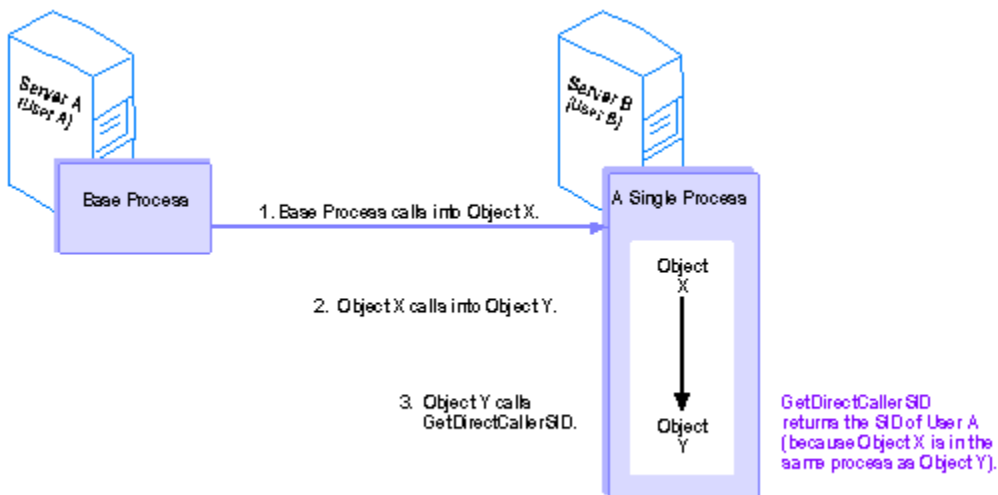 Server A
(User A)
Server B
(User B)
Base Process
A Single Process
1. Base Process calls into Object X.
Object
X
2. Object X calls into Object Y.
3. Object Y calls
GetDirectCallerSID.
Object
Y
GetDirectCallerSID
returns the SID of User A
(because Object X is in the
same process as Object Y).